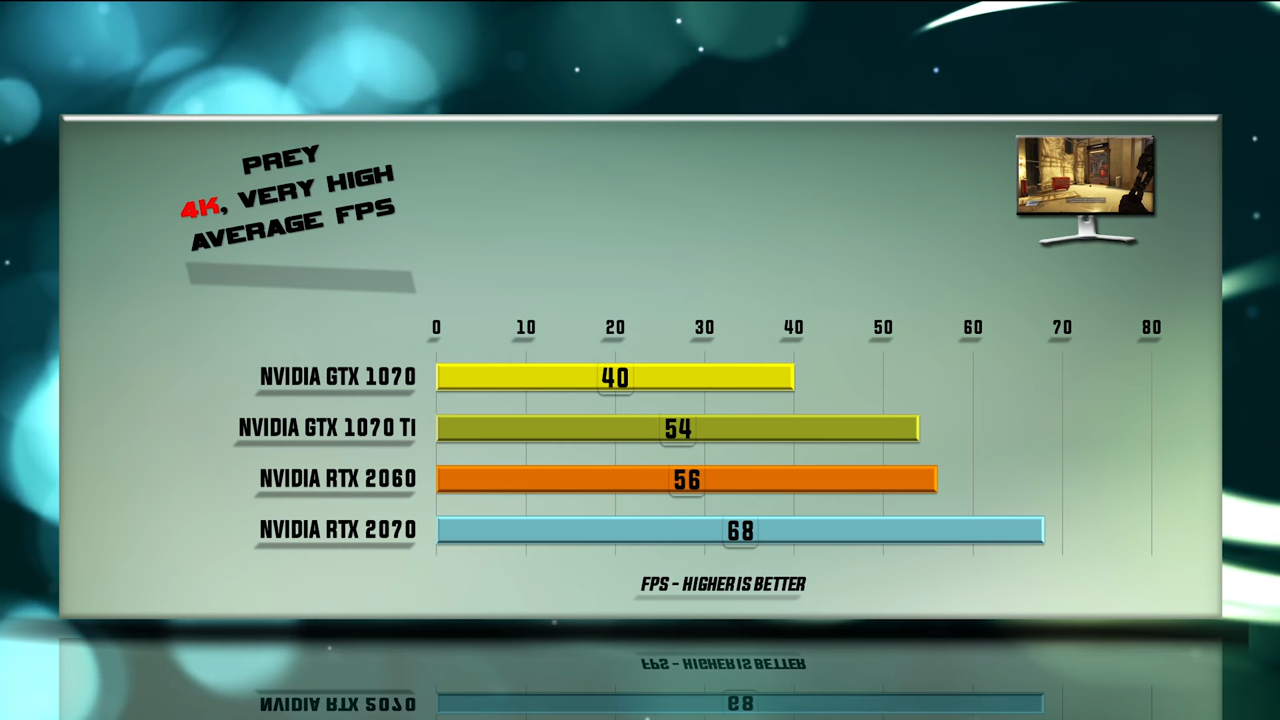 PREY
4K, VERY HIGH
AVERAGE FPS
0 10 20 30 40 50 60 70 80
NVIDIA GTX 1070 40
NVIDIA GTX 1070 TI 54
NVIDIA RTX 2060 56
NVIDIA RTX 2070 68
FPS - HIGHER IS BETTER